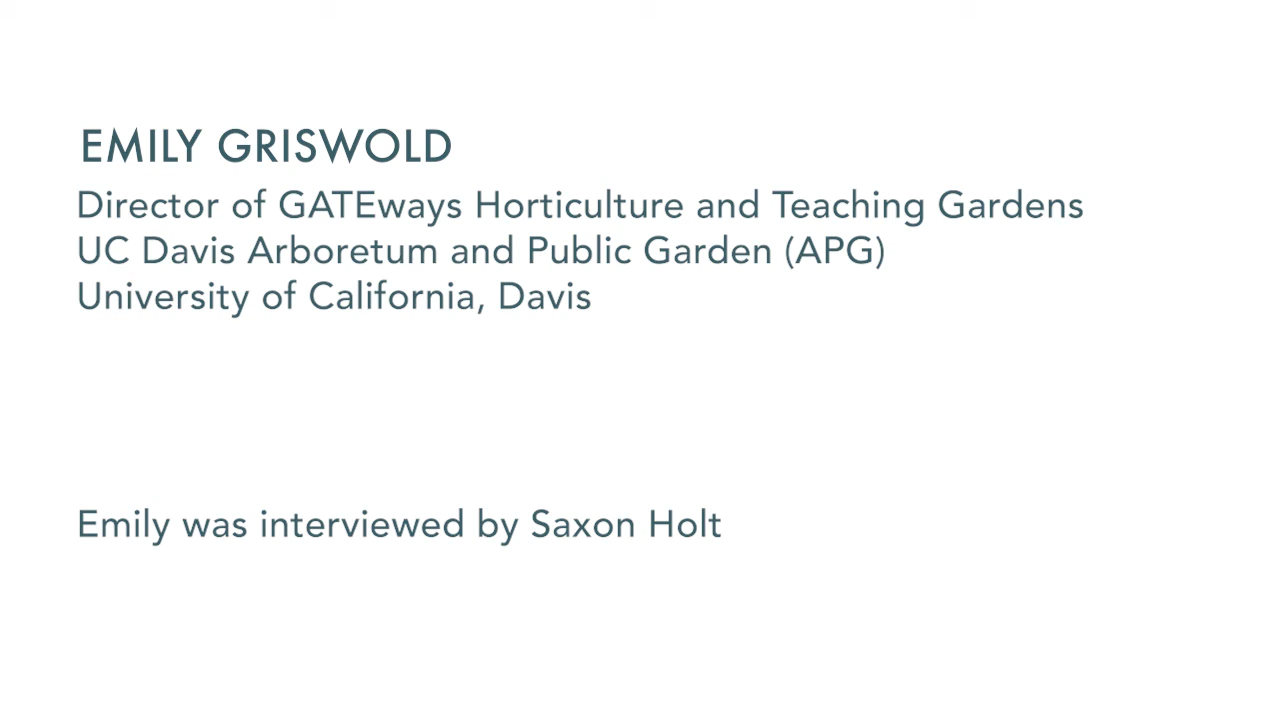 EMILY GRISWOLD
Director of GATEways Horticulture and Teaching Gardens
UC Davis Arboretum and Public Garden (APG)
University of California, Davis
Emily was interviewed by Saxon Holt